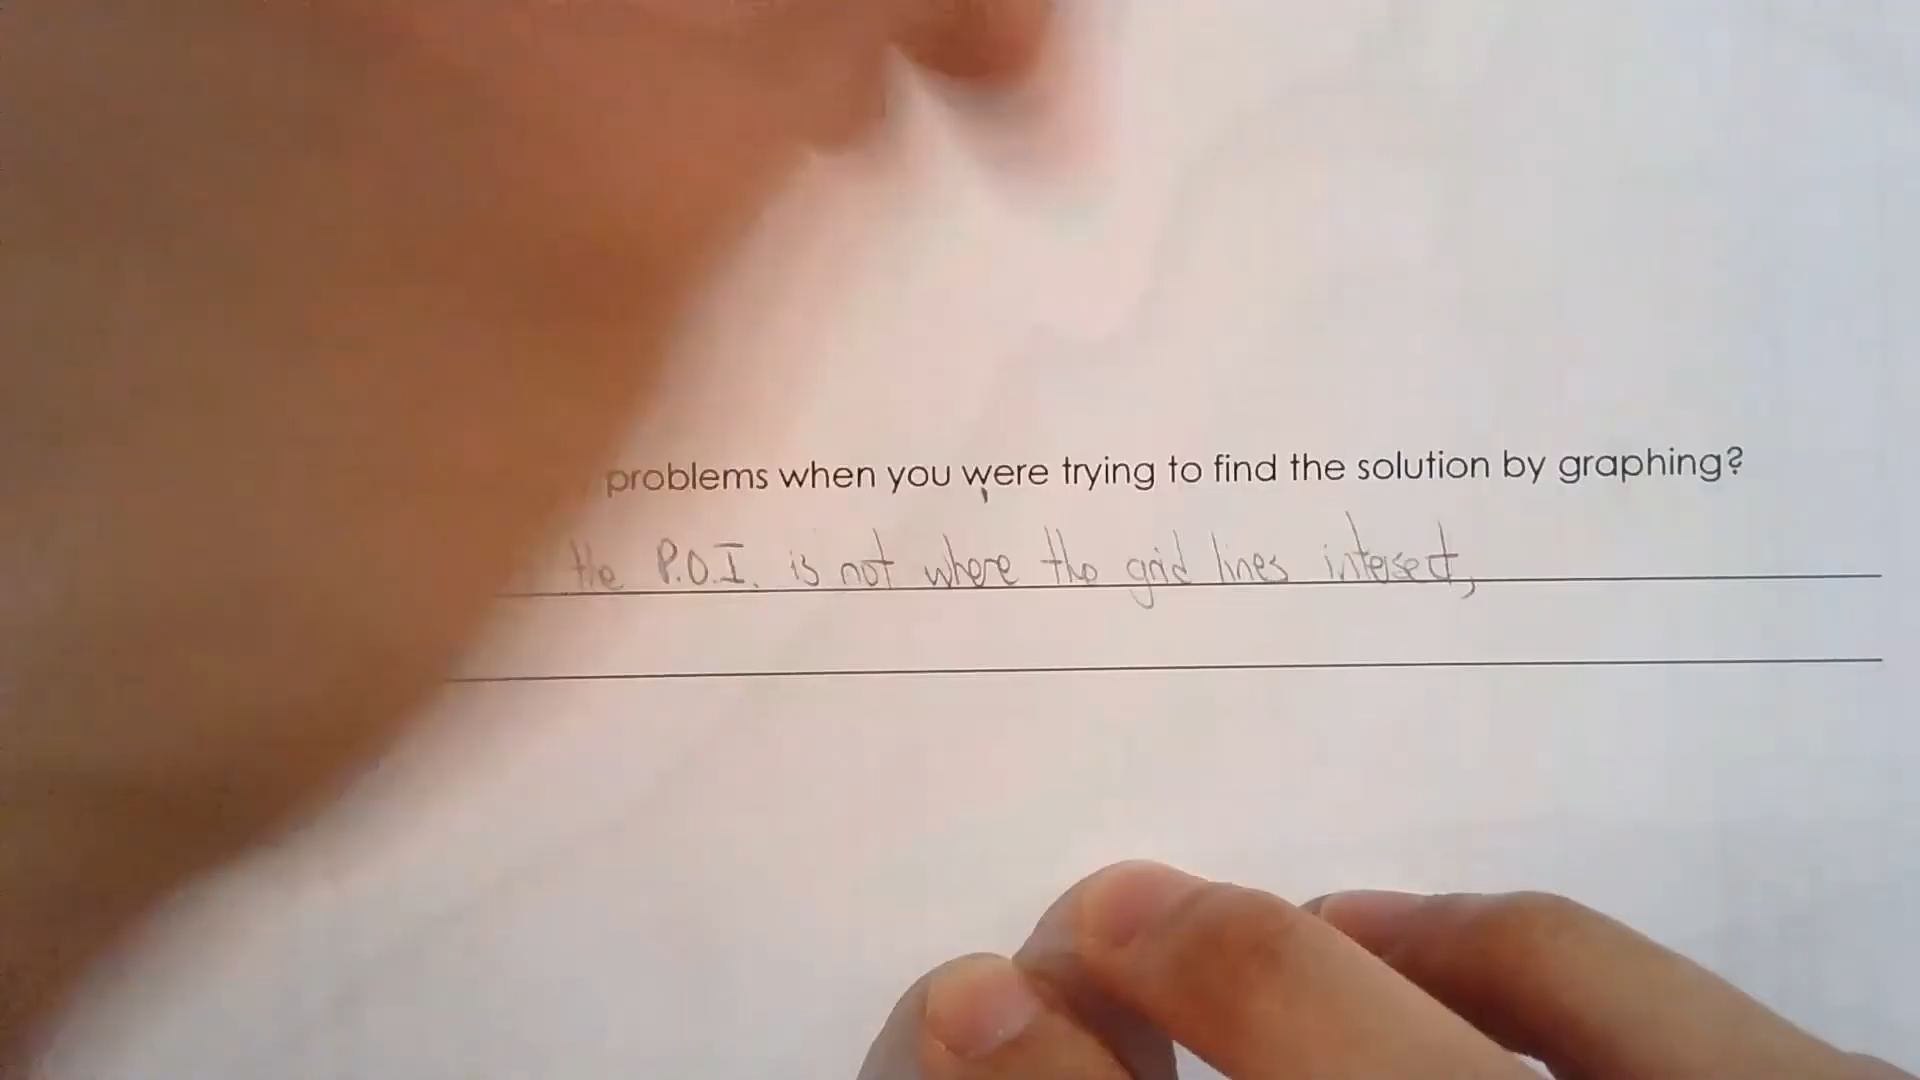 problems when you were trying to find the solution by graphing?
the P.O.I. is not where the grid lines intersect,